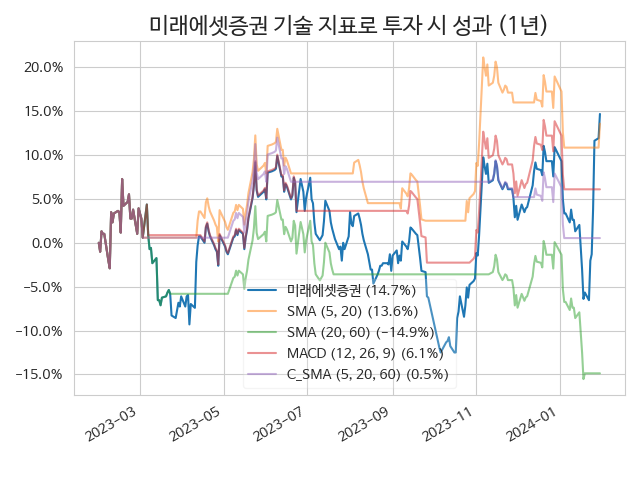 미래에셋증권 기술 지표로 투자 시 성과 (1년)
20.0%
15.0%
10.0%
5.0%
0.0%
−5.0%
−10.0%
−15.0%
미래에셋증권 (14.7%)
SMA (5, 20) (13.6%)
SMA (20, 60) (−14.9%)
MACD (12, 26, 9) (6.1%)
C_SMA (5, 20, 60) (0.5%)
2023−03
2023−05
2023−07
2023−09
2023−11
2024−01